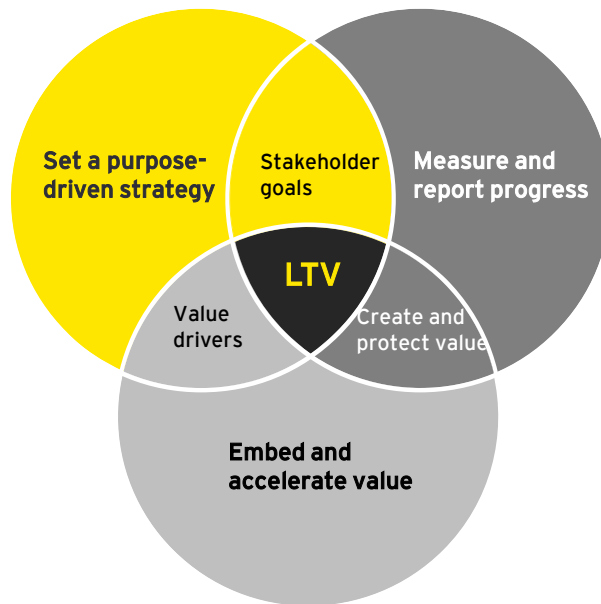 Set a purpose-
driven strategy
Stakeholder
goals
Measure and
report progress
LTV
Value
drivers
Create and
protect value
Embed and
accelerate value